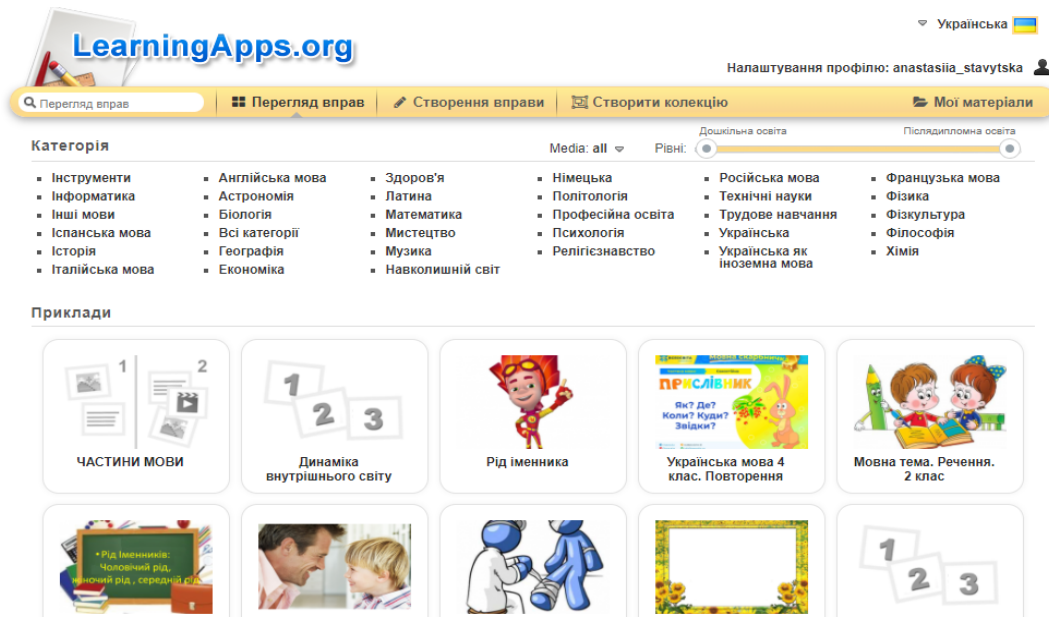 Українська
LearningApps.org
Налаштування профілю: anastasiia_stavytska
Перегляд вправ
Перегляд вправ
Створення вправи
Створити колекцію
Мої матеріали
Категорія
Media: all
Рівні:
Дошкільна освіта
Післядипломна освіта
Інструменти
Інформатика
Інші мови
Іспанська мова
Історія
Італійська мова
Англійська мова
Астрономія
Біологія
Всі категорії
Географія
Економіка
Здоров'я
Латина
Математика
Мистецтво
Музика
Навколишній світ
Німецька
Політологія
Професійна освіта
Психологія
Релігієзнавство
Російська мова
Технічні науки
Трудове навчання
Українська
Українська як
іноземна мова
Французька мова
Фізика
Фізкультура
Філософія
Хімія
Приклади
1
2
ЧАСТИНИ МОВИ
1
2
3
Динаміка
внутрішнього світу
Рід іменника
ПРИСЛІВНИК
Як? Де?
Коли? Куди?
Звідки?
Українська мова 4
клас. Повторення
Мовна тема. Речення.
2 клас
• Рід Іменників:
Чоловічий рід,
жіночий рід , середній рід.
1
2
3